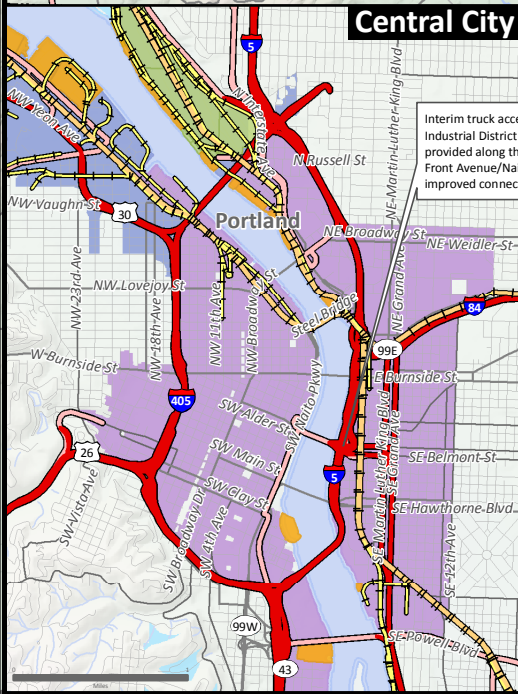 Central City
5
Interim truck acce
Industrial District
provided along th
Front Avenue/Nai
improved connec
NW Yeon Ave
N Interstate Ave
NE-Martin-Luther-King-Blvd
N Russell St
NW-Vaughn-St
30
Portland
NE Broadway St
NE Weidler-St
NW-23rd-Ave
NW Lovejoy-St
NW-18th-Ave
NW 11th-Ave
NW-Broadway-St
Steel-Bridge
NE Grand-Ave
84
99E
W Burnside-St
E Burnside-St
405
SW-Naito-Pkwy
SW Alder-St
SW Main-St
SW Clay-St
26
5
SE Martin Luther King Blvd
SE Grand-Ave
SE Belmont-St
SE Hawthorne-Blvd
SW-Vista-Ave
SW Broadway-Dr
SW 4th-Ave
SE-12th-Ave
99W
SE Powell-Blvd
43
0
1
Miles